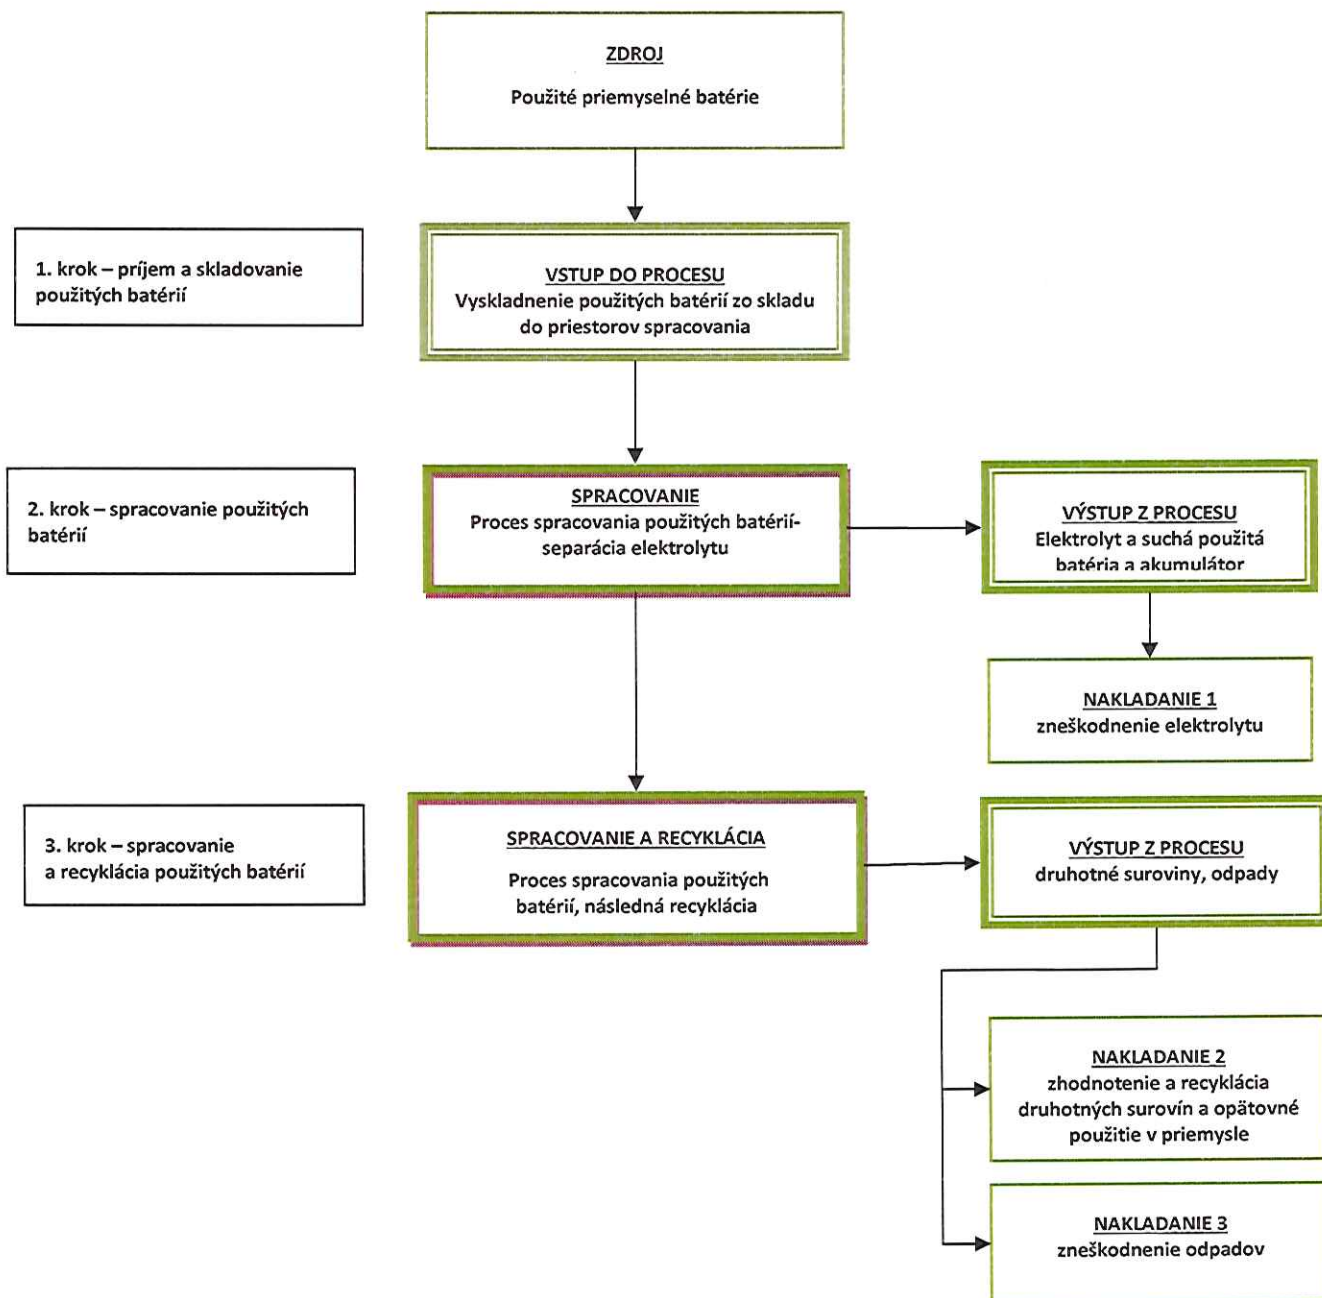 ZDROJ
Použité priemyselné batérie
1. krok – príjem a skladovanie
použitých batérií
VSTUP DO PROCESU
Vyskladnenie použitých batérií zo skladu
do priestorov spracovania
2. krok – spracovanie použitých
batérií
SPRACOVANIE
Proces spracovania použitých batérií-
separácia elektrolytu
VÝSTUP Z PROCESU
Elektrolyt a suchá použitá
batéria a akumulátor
NAKLADANIE 1
zneškodnenie elektrolytu
3. krok – spracovanie
a recyklácia použitých batérií
SPRACOVANIE A RECYKLÁCIA
Proces spracovania použitých
batérií, následná recyklácia
VÝSTUP Z PROCESU
druhotné suroviny, odpady
NAKLADANIE 2
zhodnotenie a recyklácia
druhotných surovín a opätovné
použitie v priemysle
NAKLADANIE 3
zneškodnenie odpadov